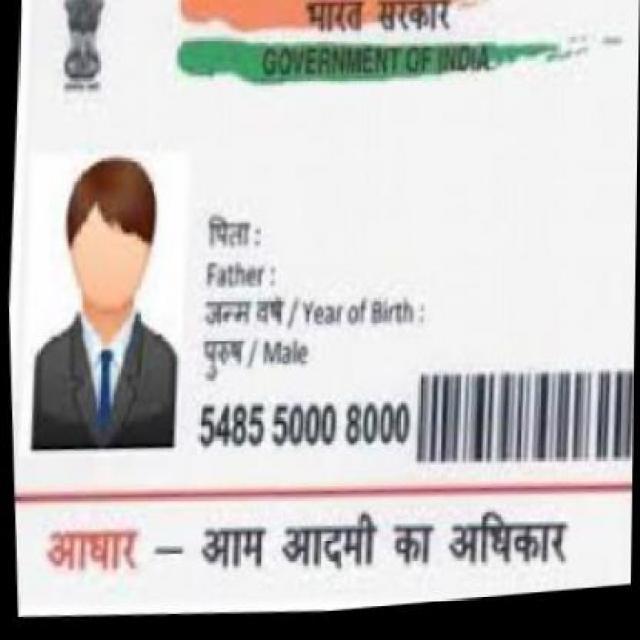 भारत सरकार
GOVERNMENT OF INDIA
पिता :
Father :
जन्म वर्ष / Year of Birth :
पुरुष / Male
5485 5000 8000
आधार – आम आदमी का अधिकार